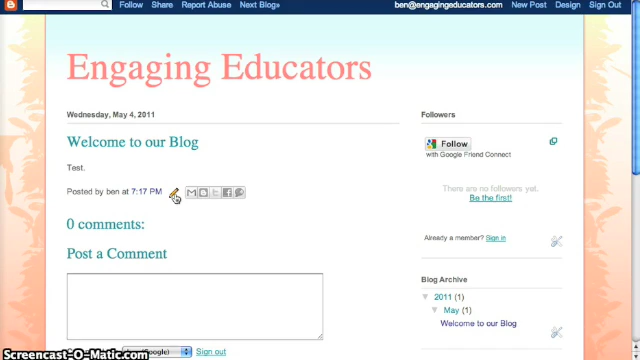 Follow Share Report Abuse Next Blog» ben@engagingeducators.com New Post Design Sign Out
Engaging Educators
Wednesday, May 4, 2011
Welcome to our Blog
Test.
Posted by ben at 7:17 PM
0 comments:
Post a Comment
Sign out
Followers
Follow
with Google Friend Connect
There are no followers yet.
Be the first!
Already a member? Sign in
Blog Archive
▼ 2011 (1)
▼ May (1)
Welcome to our Blog
Screencast-O-Matic.com